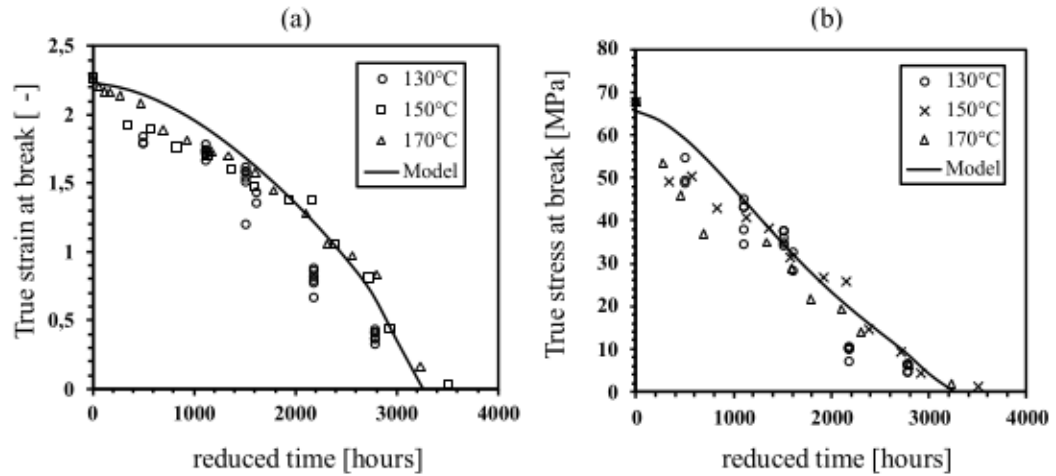 (a)
True strain at break [ -]
2,5
2
1,5
1
0,5
0
0
1000
2000
3000
4000
130°C
150°C
170°C
Model
reduced time [hours]
(b)
True stress at break [MPa]
80
70
60
50
40
30
20
10
0
0
1000
2000
3000
4000
130°C
150°C
170°C
Model
reduced time [hours]